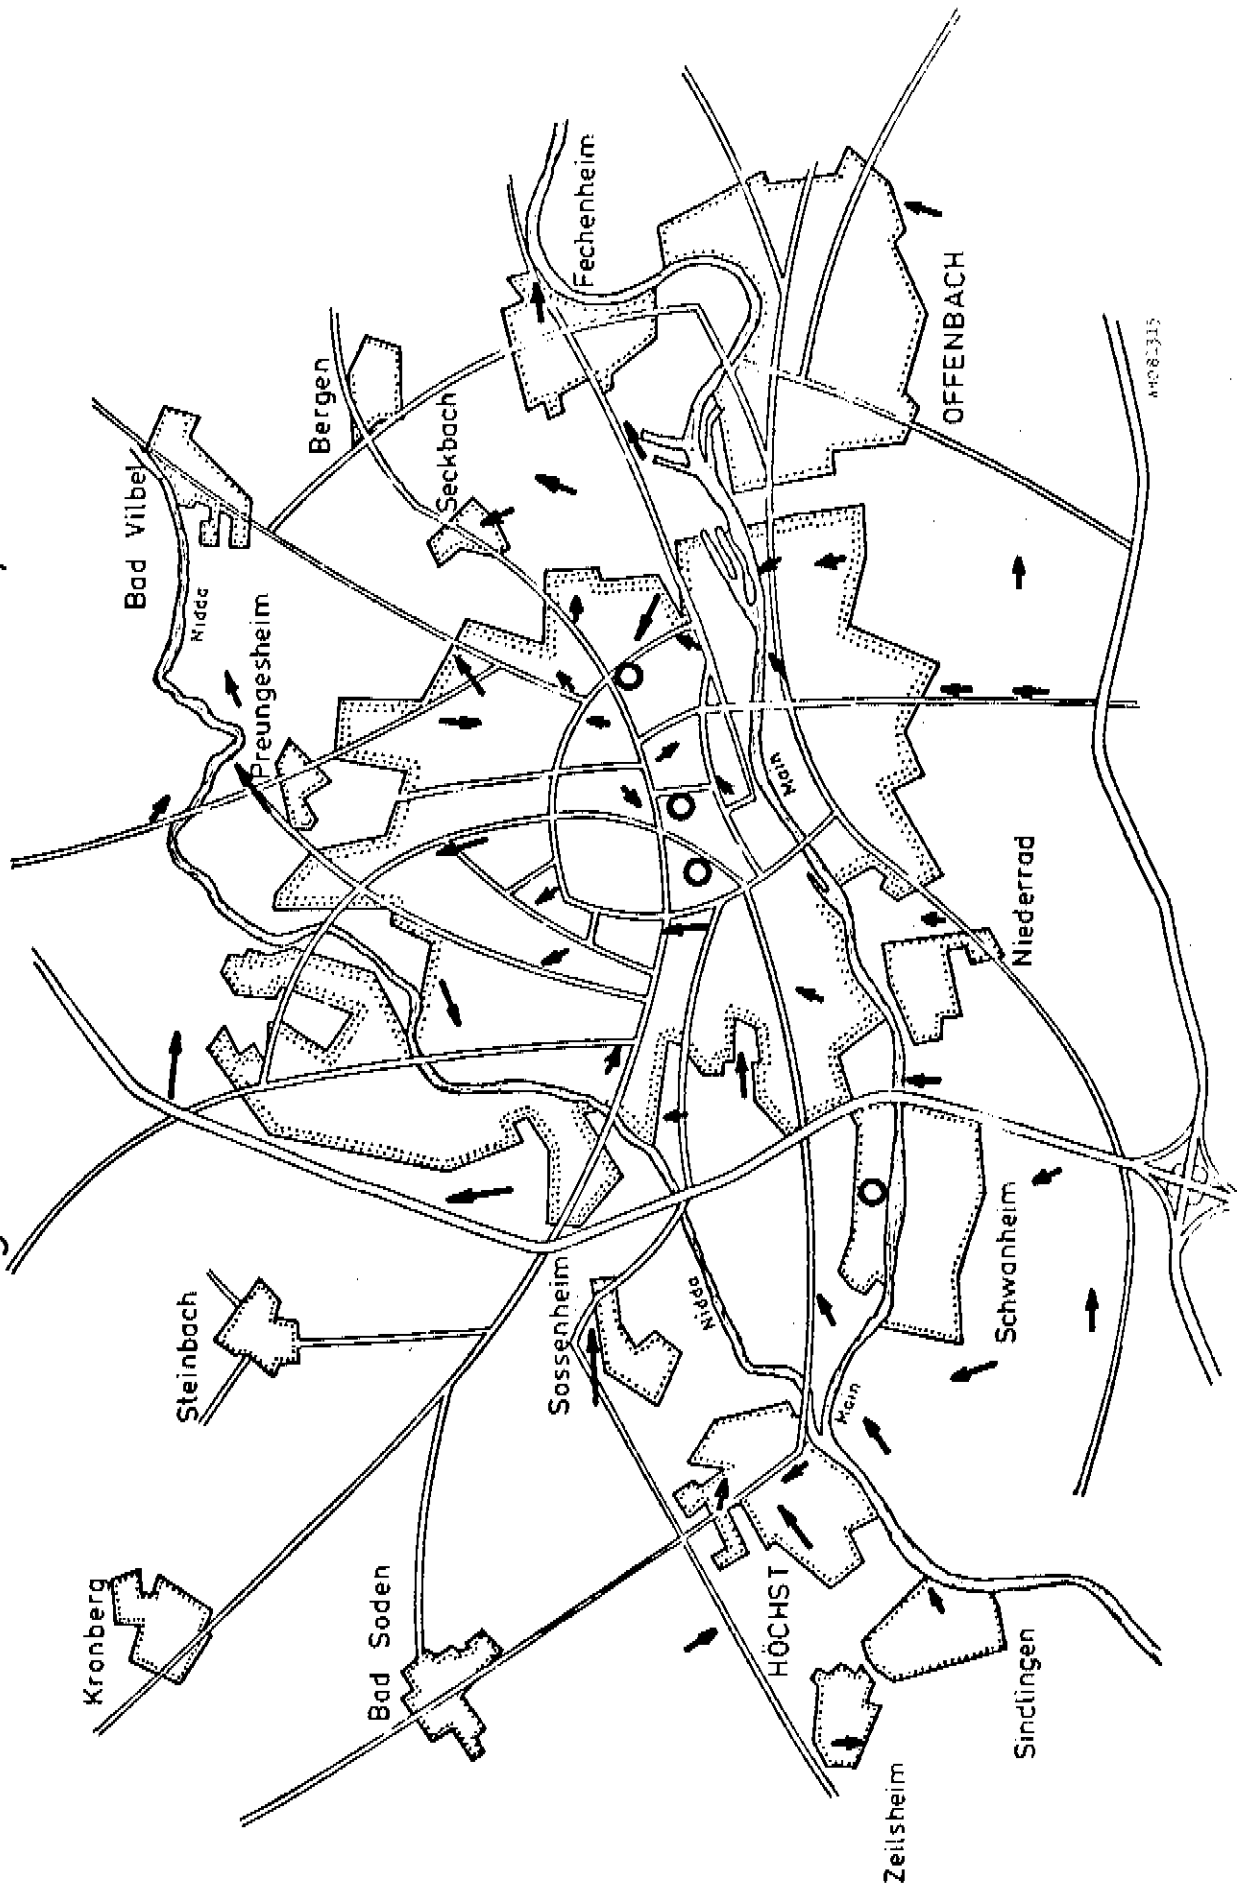 Kronberg
Steinbach
Bad Vilbel
Nidda
Preungesheim
Bergen
Bad Soden
Seckbach
Sossenheim
Fechenheim
Nidda
Main
HÖCHST
Main
Zeilsheim
Sindlingen
Schwanheim
Niederrad
OFFENBACH